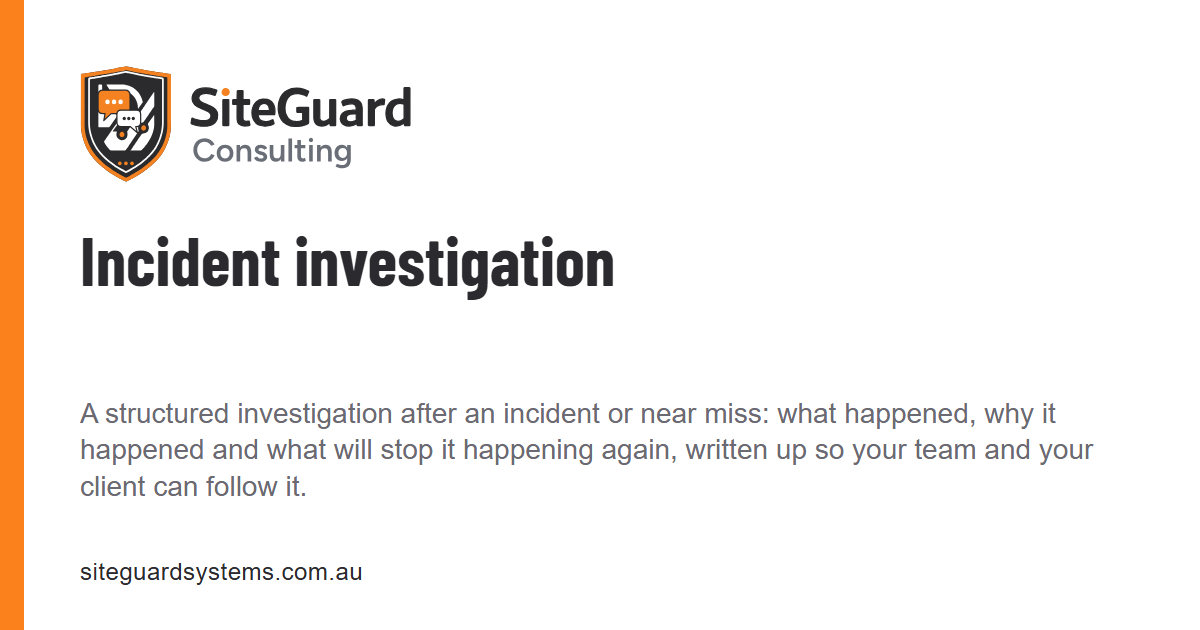 SiteGuard
Consulting
Incident investigation
A structured investigation after an incident or near miss: what happened, why it
happened and what will stop it happening again, written up so your team and your
client can follow it.
siteguardsystems.com.au